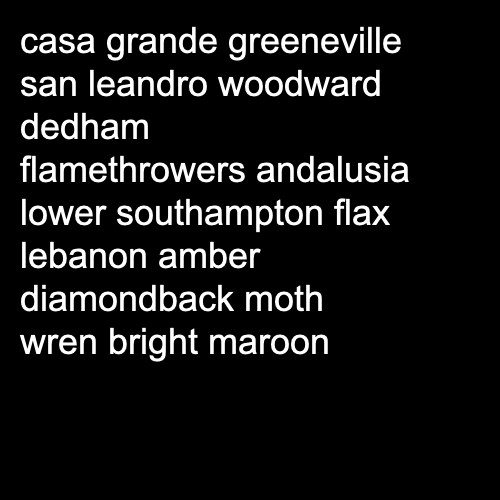 casa grande greeneville
san leandro woodward
dedham
flamethrowers andalusia
lower southampton flax
lebanon amber
diamondback moth
wren bright maroon